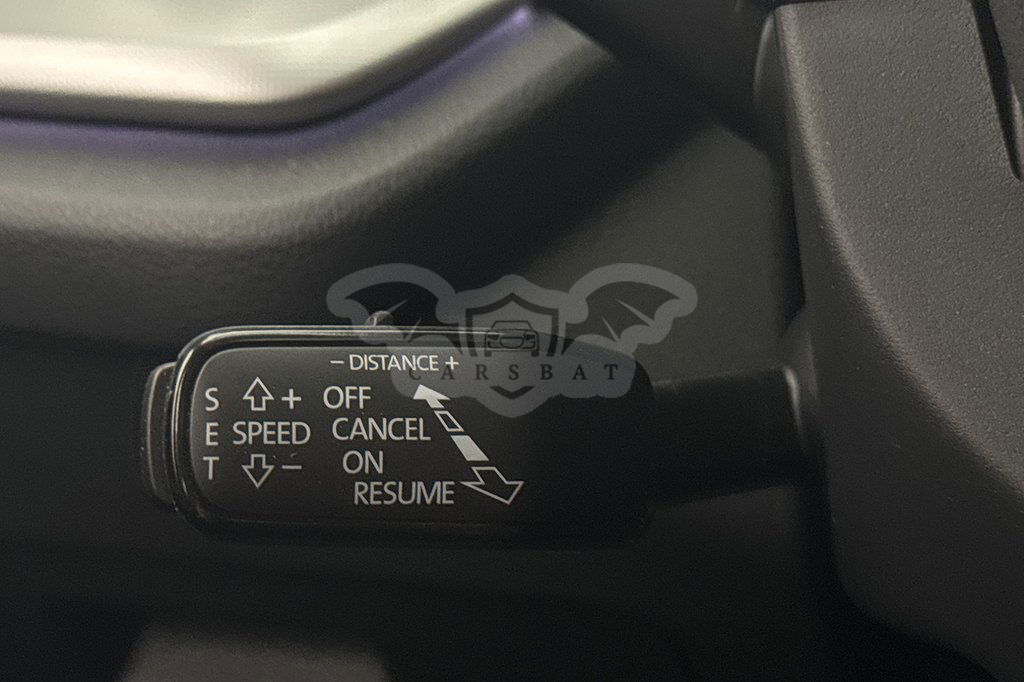 − DISTANCE +
CARSBAT
S + OFF
E SPEED CANCEL
T − ON
RESUME